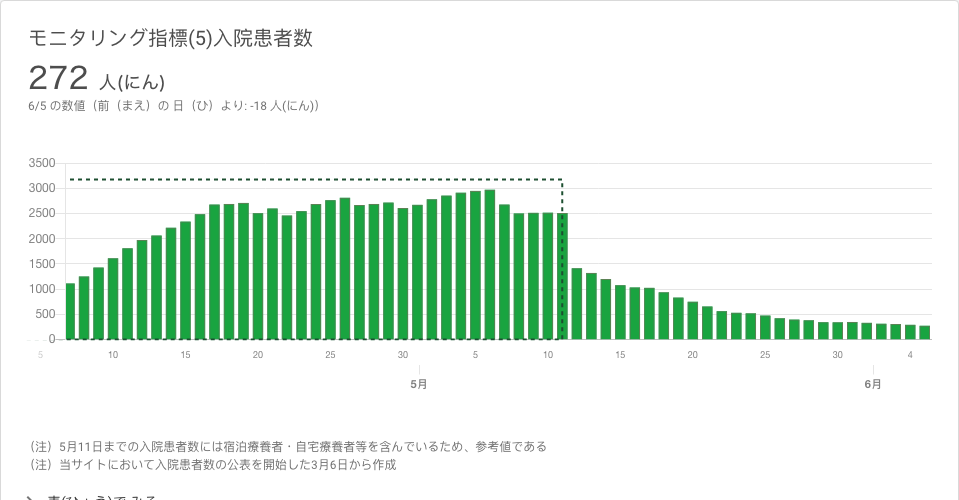 モニタリング指標(5)入院患者数
272 人(にん)
6/5 の数値（前（まえ）の 日（ひ）より: -18 人(にん)）
3500
3000
2500
2000
1500
1000
500
0
5 10 15 20 25 30 5 10 15 20 25 30 4
5月 6月
（注）5月11日までの入院患者数には宿泊療養者・自宅療養者等を含んでいるため、参考値である
（注）当サイトにおいて入院患者数の公表を開始した3月6日から作成